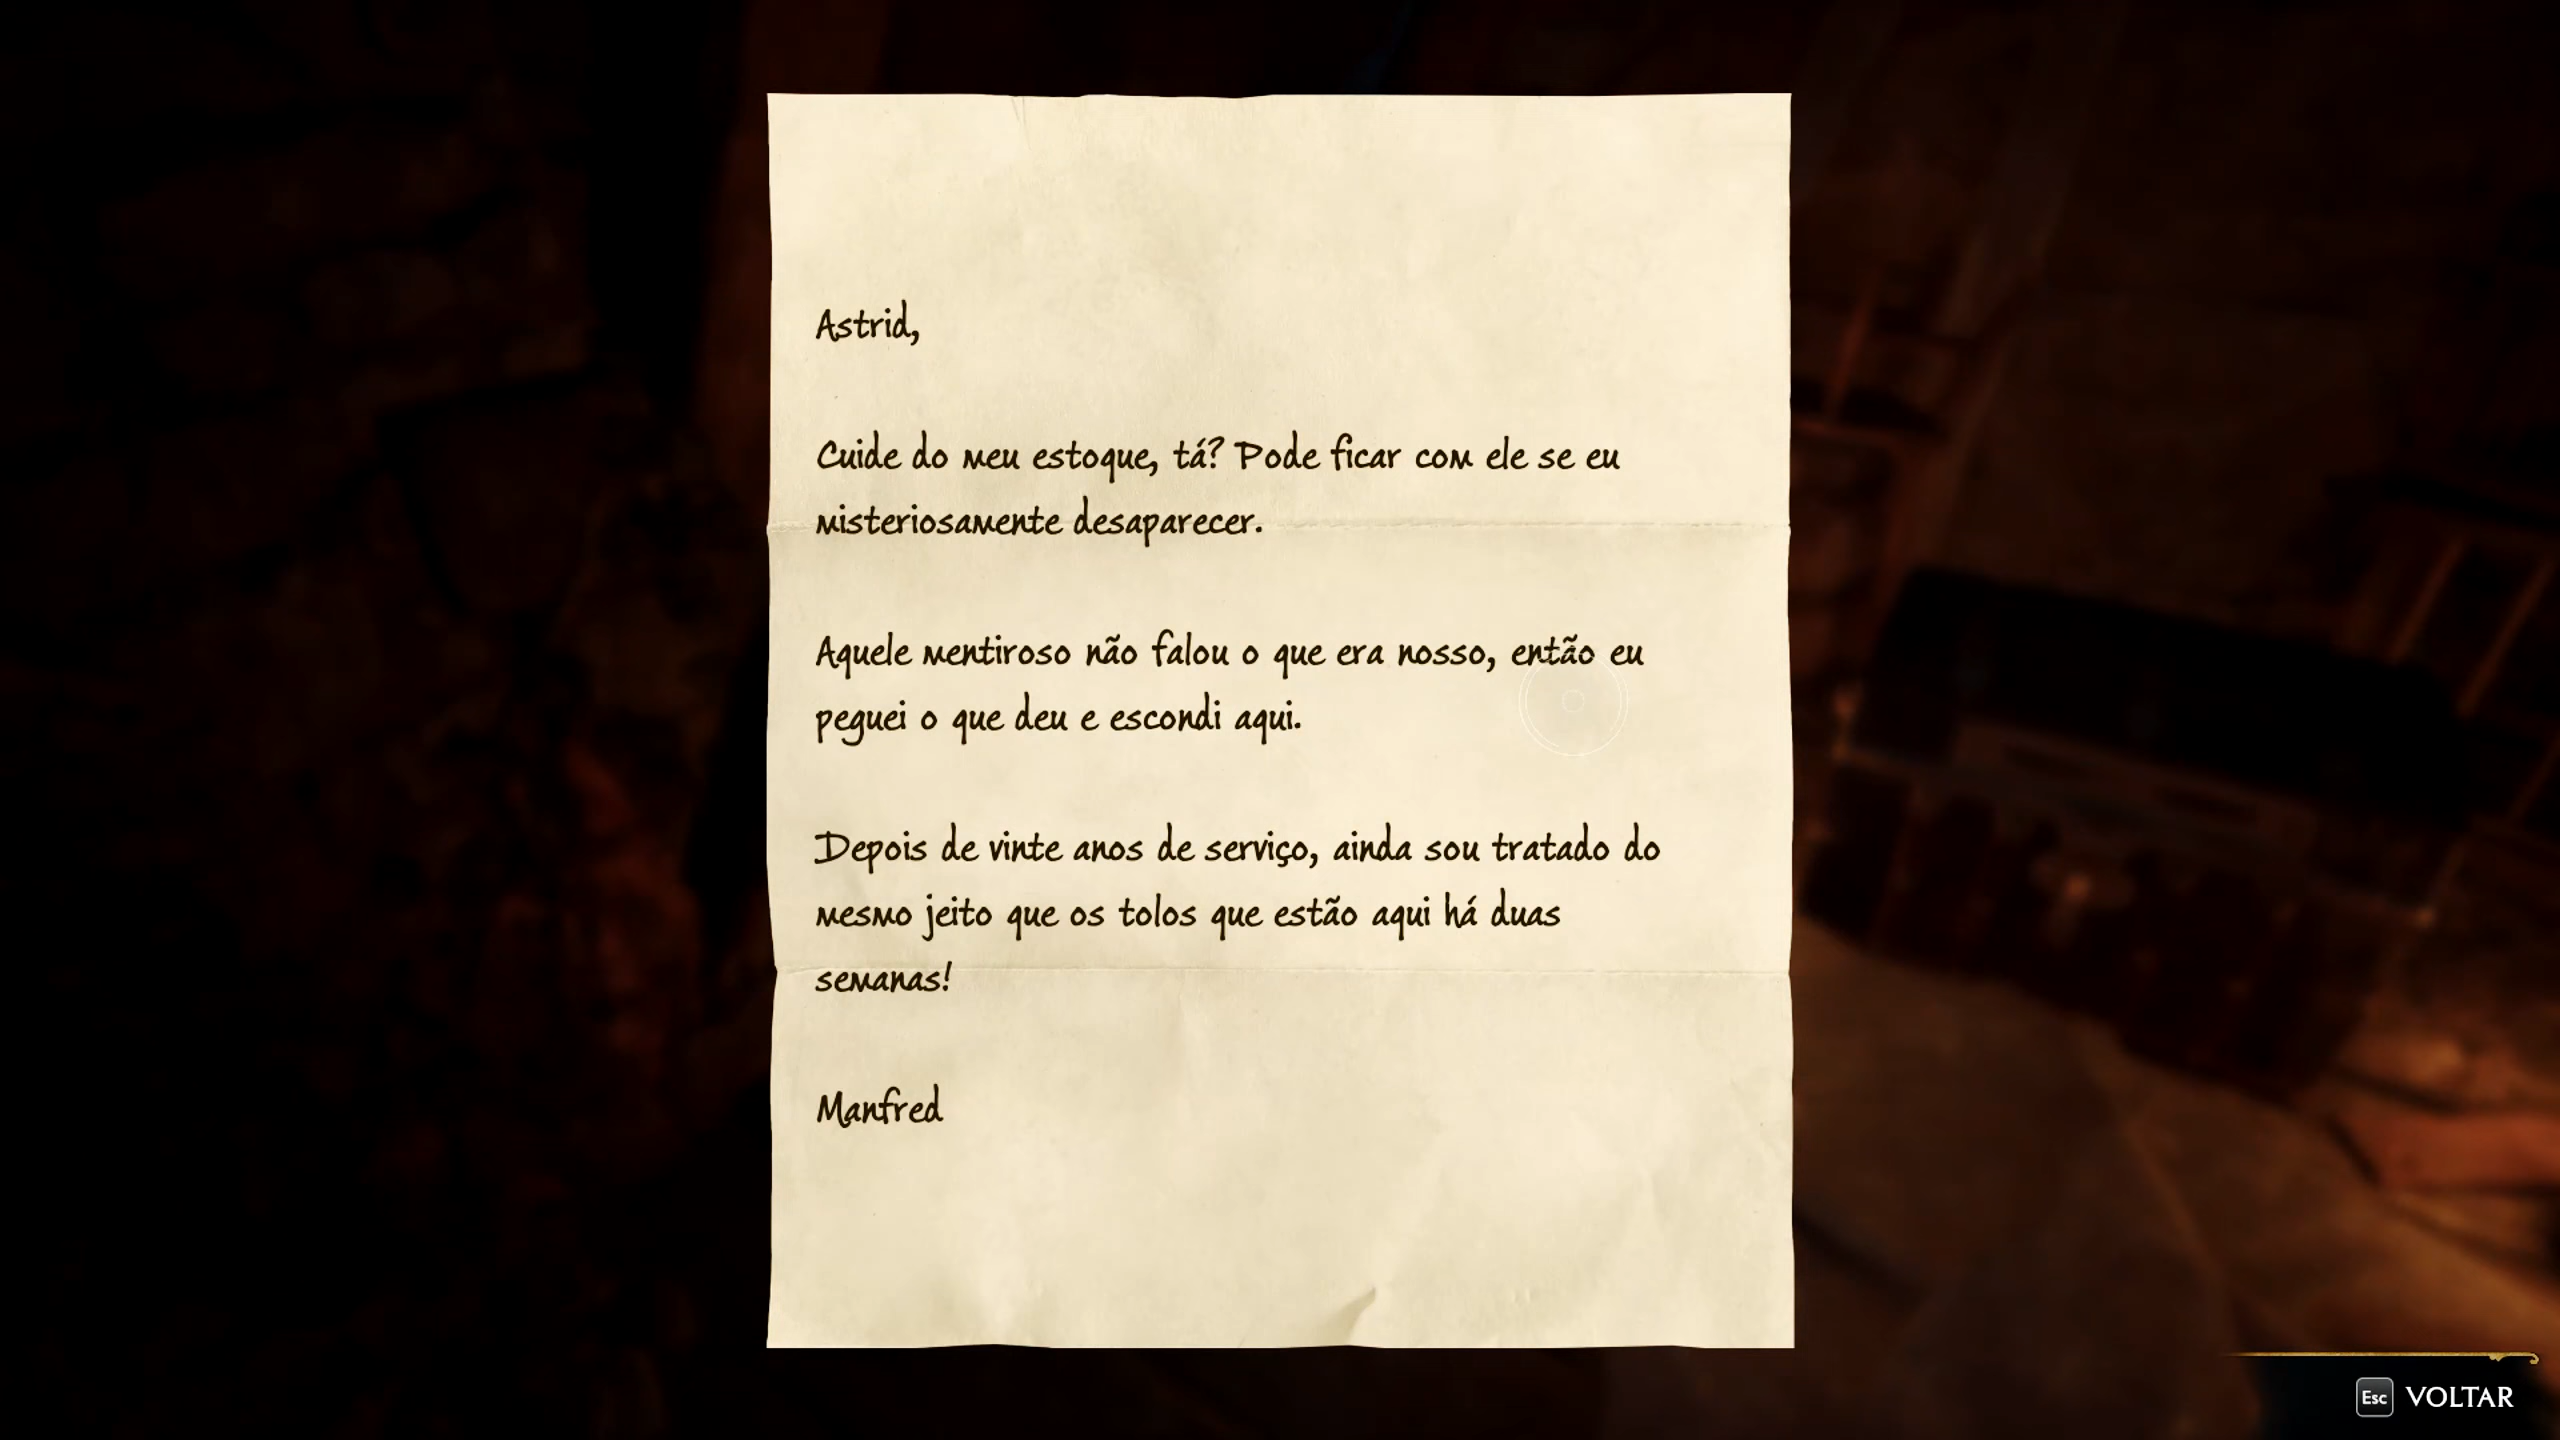 Astrid,
Cuide do meu estoque, tá? Pode ficar com ele se eu
misteriosamente desaparecer.
Aquele mentiroso não falou o que era nosso, então eu
peguei o que deu e escondi aqui.
Depois de vinte anos de serviço, ainda sou tratado do
mesmo jeito que os tolos que estão aqui há duas
semanas!
Manfred
Esc VOLTAR